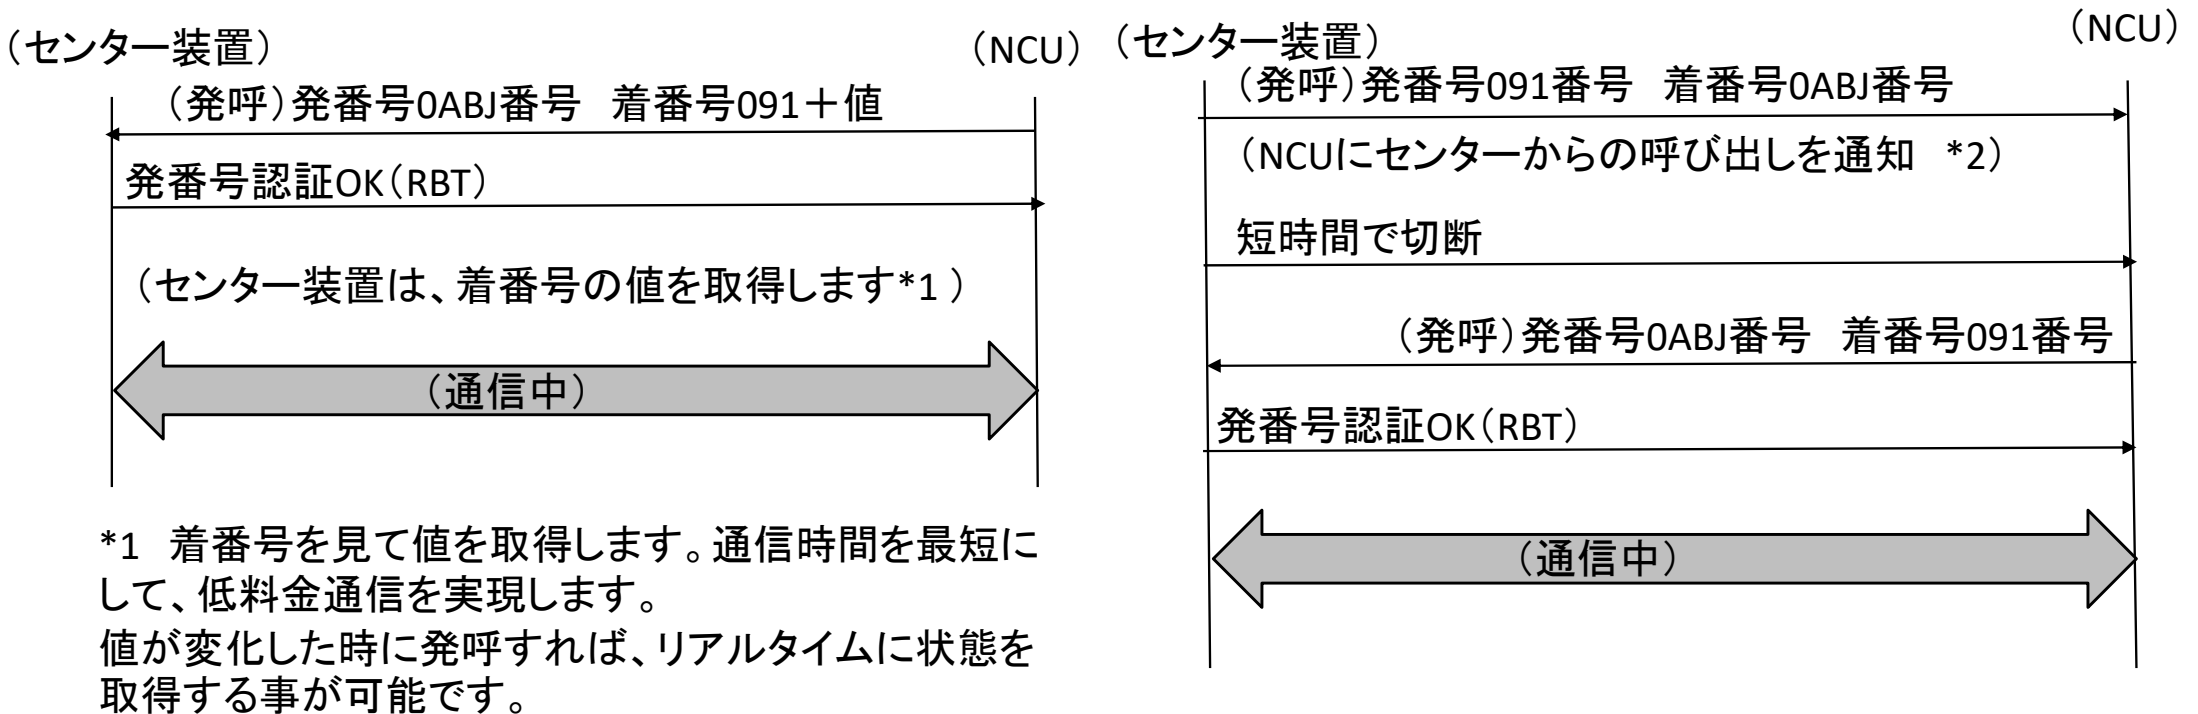 （センター装置）
（NCU）
（発呼）発番号0ABJ番号　着番号091＋値
発番号認証OK（RBT）
（センター装置は、着番号の値を取得します*1 ）
（通信中）
*1　着番号を見て値を取得します。通信時間を最短に
して、低料金通信を実現します。
値が変化した時に発呼すれば、リアルタイムに状態を
取得する事が可能です。
（センター装置）
（NCU）
（発呼）発番号091番号　着番号0ABJ番号
（NCUにセンターからの呼び出しを通知　*2）
短時間で切断
（発呼）発番号0ABJ番号　着番号091番号
発番号認証OK（RBT）
（通信中）